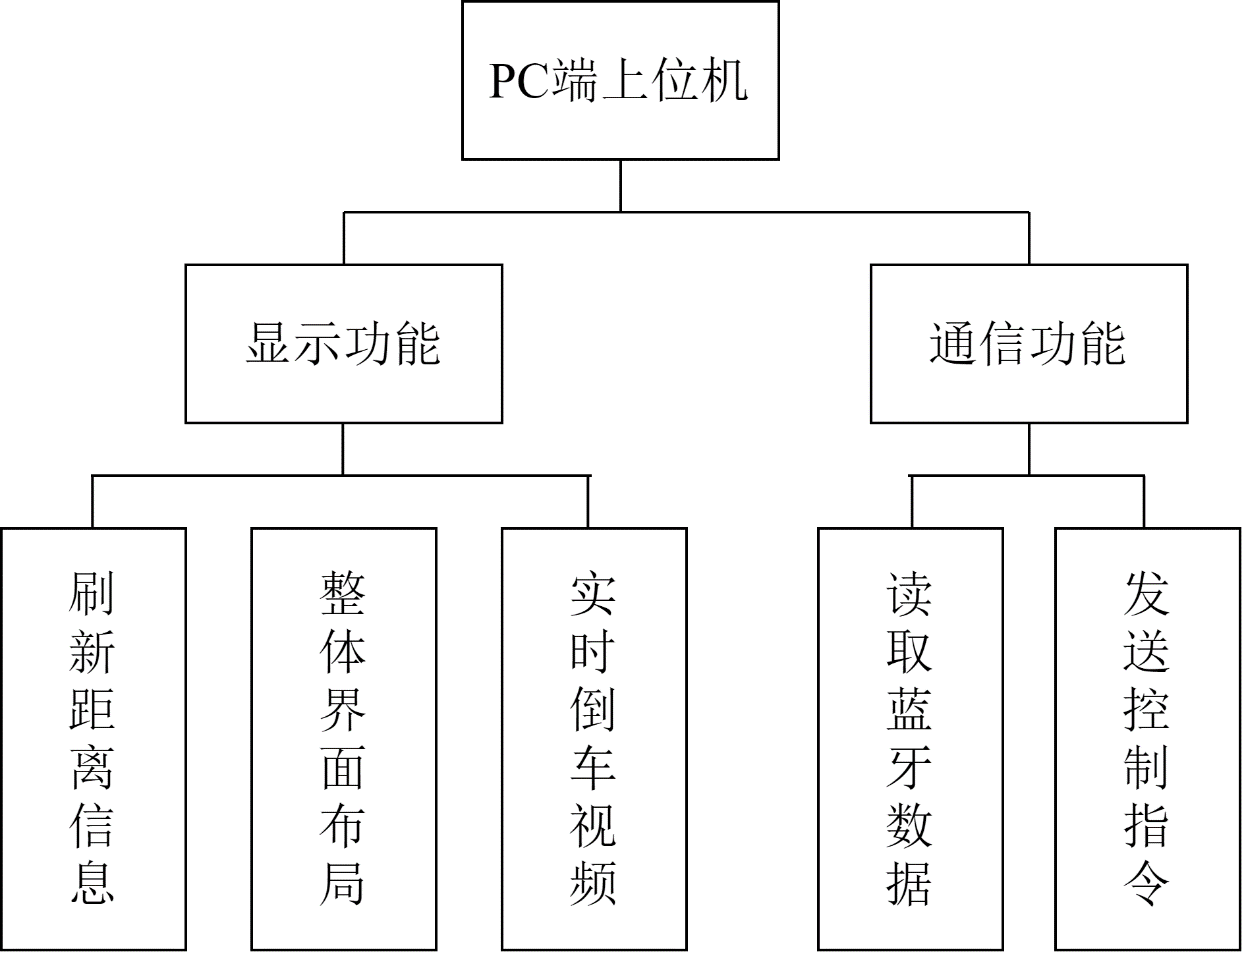 PC端上位机
显示功能
通信功能
刷新距离信息
整体界面布局
实时倒车视频
读取蓝牙数据
发送控制指令